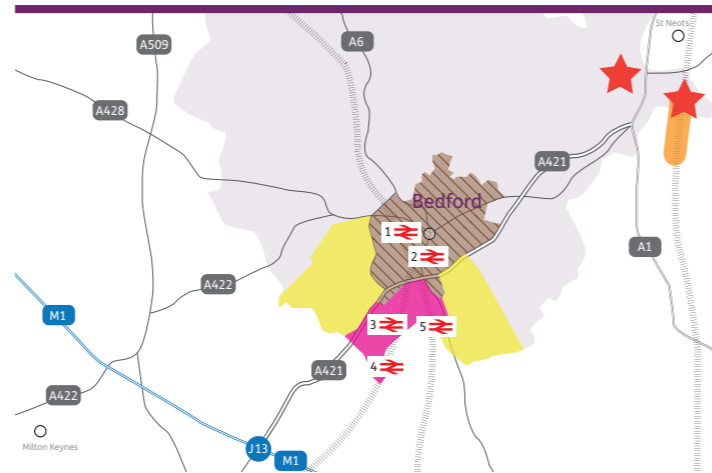 St Neots
A509
A6
A428
A421
Bedford
1
2
A1
A422
M1
3
5
4
A421
A422
Milton Keynes
J13
M1